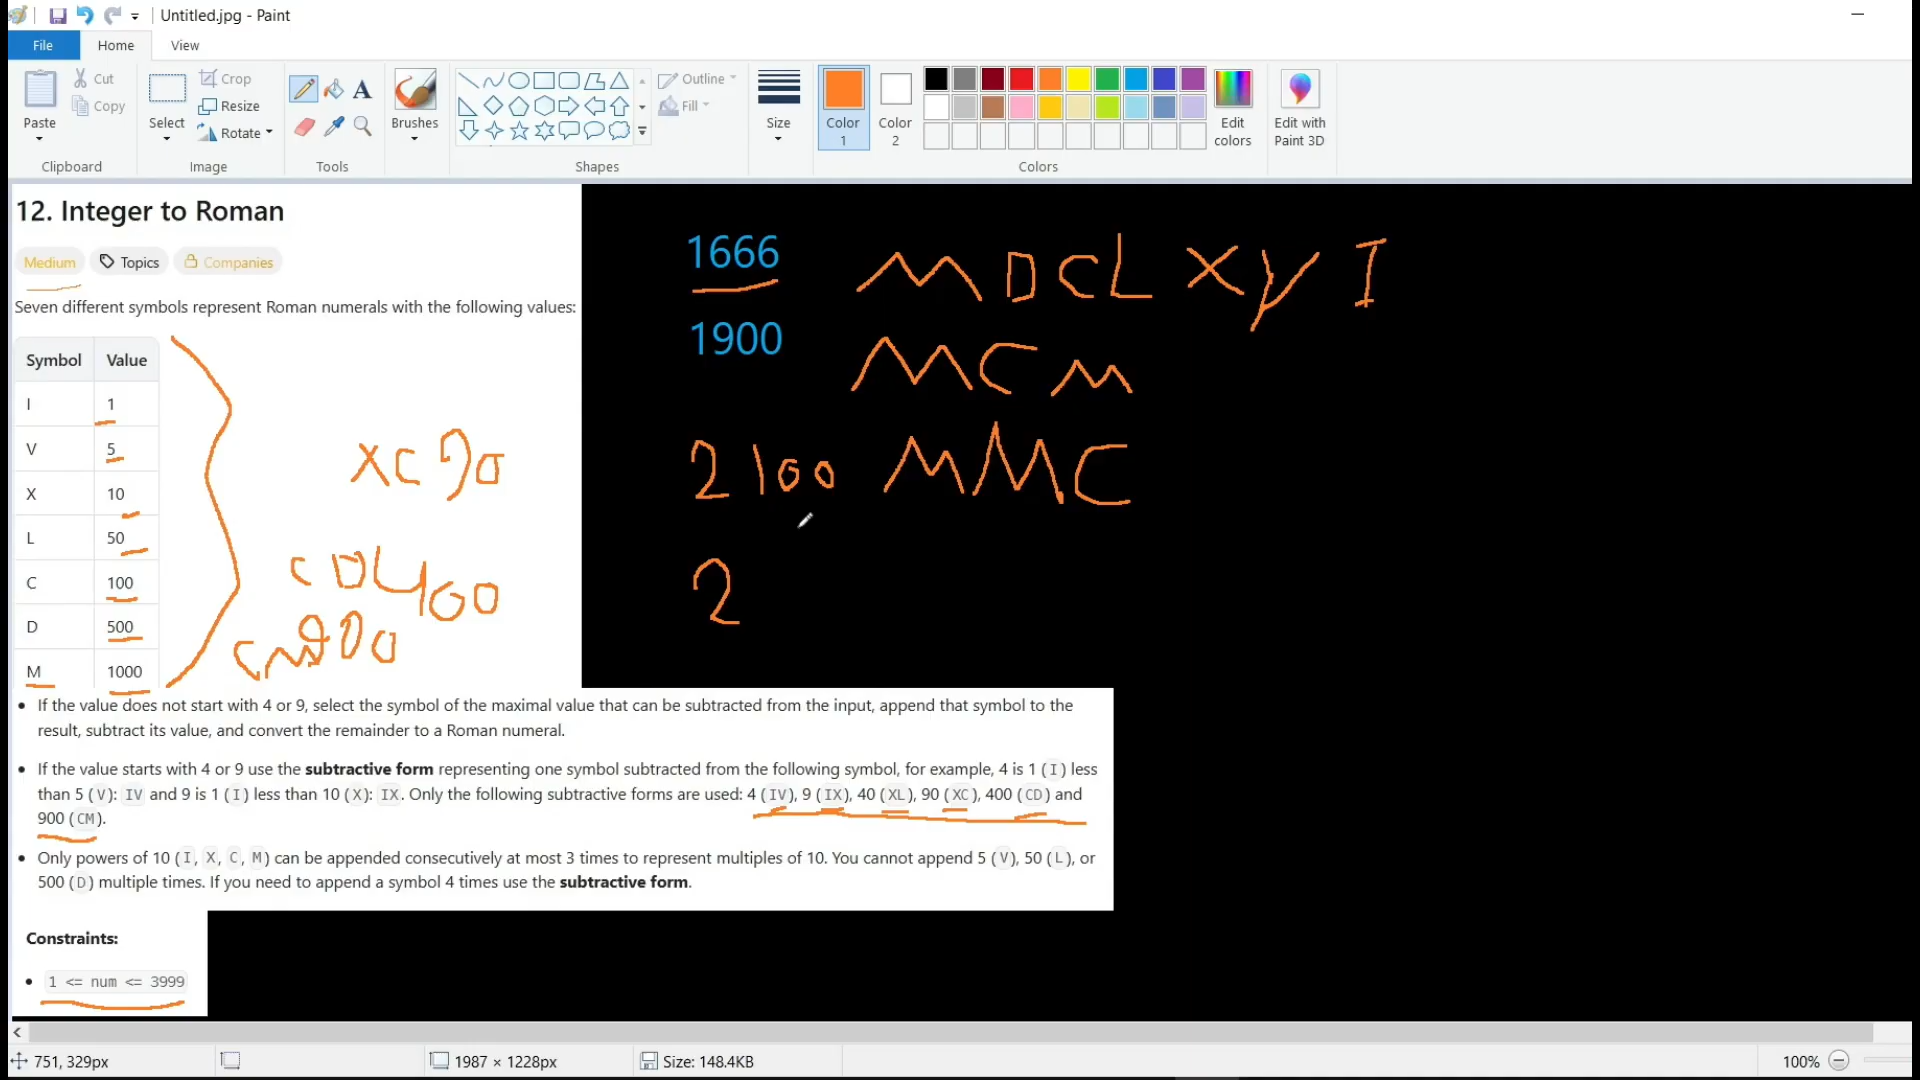 Untitled.jpg - Paint
File Home View
Paste
Cut
Copy
Clipboard
Select
Crop
Resize
Rotate
Image
A
Tools
Brushes
Outline
Fill
Shapes
Size
Color 1
Color 2
Edit colors
Edit with Paint 3D
Colors
12. Integer to Roman
Medium Topics Companies
Seven different symbols represent Roman numerals with the following values:
Symbol Value
I 1
V 5
X 10
L 50
C 100
D 500
M 1000
XC 90
CD 400
CM 900
1666 MDCLXVI
1900 MCM
2100 MMC
2
If the value does not start with 4 or 9, select the symbol of the maximal value that can be subtracted from the input, append that symbol to the
result, subtract its value, and convert the remainder to a Roman numeral.
If the value starts with 4 or 9 use the subtractive form representing one symbol subtracted from the following symbol, for example, 4 is 1 (I) less
than 5 (V): IV and 9 is 1 (I) less than 10 (X): IX. Only the following subtractive forms are used: 4 (IV), 9 (IX), 40 (XL), 90 (XC), 400 (CD) and
900 (CM).
Only powers of 10 (I, X, C, M) can be appended consecutively at most 3 times to represent multiples of 10. You cannot append 5 (V), 50 (L), or
500 (D) multiple times. If you need to append a symbol 4 times use the subtractive form.
Constraints:
1 <= num <= 3999
751, 329px 1987 × 1228px Size: 148.4KB 100%